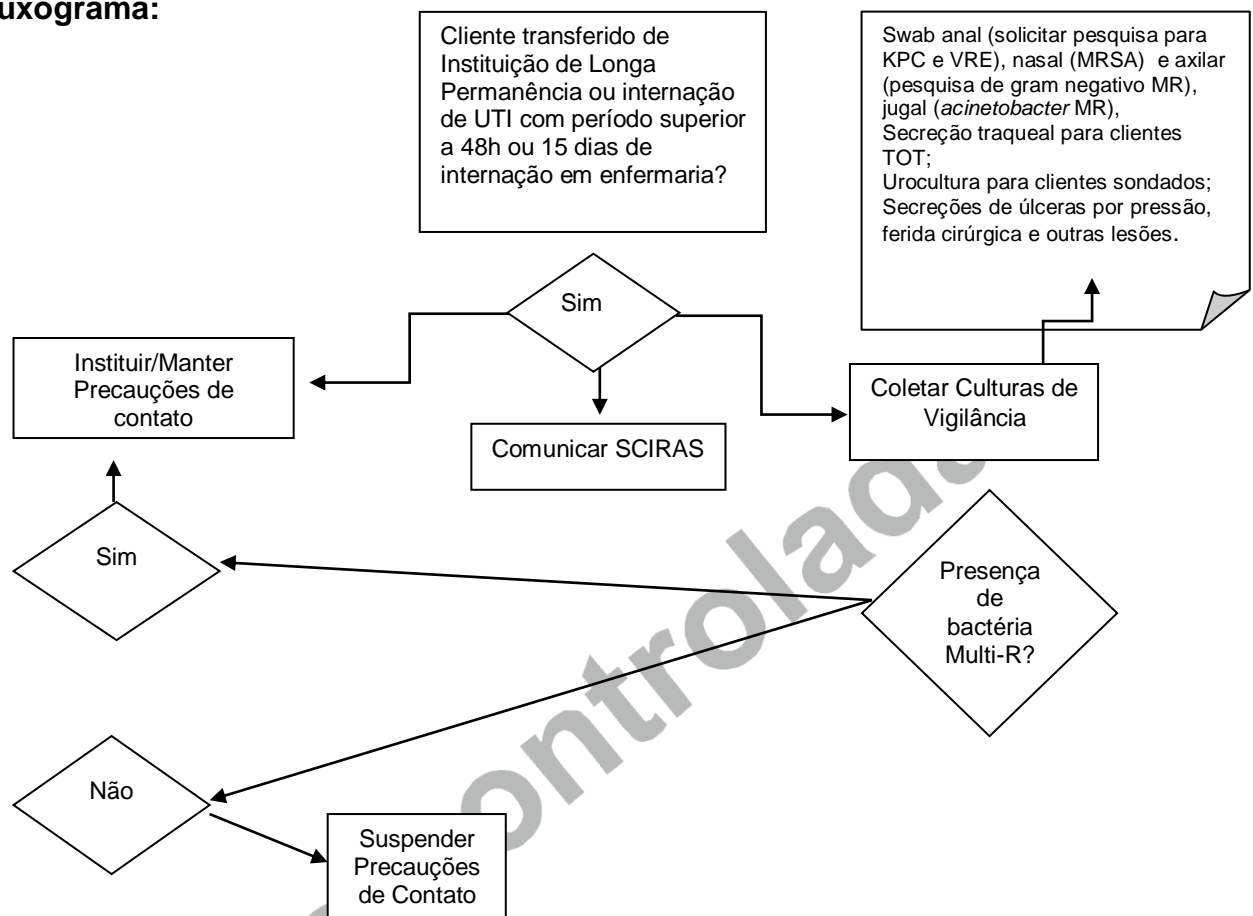 uxograma:
Cliente transferido de
Instituição de Longa
Permanência ou internação
de UTI com período superior
a 48h ou 15 dias de
internação em enfermaria?
Swab anal (solicitar pesquisa para
KPC e VRE), nasal (MRSA) e axilar
(pesquisa de gram negativo MR),
jugal (acinetobacter MR),
Secreção traqueal para clientes
TOT;
Urocultura para clientes sondados;
Secreções de úlceras por pressão,
ferida cirúrgica e outras lesões.
Sim
Instituir/Manter
Precauções de
contato
Comunicar SCIRAS
Coletar Culturas de
Vigilância
Sim
Presença
de
bactéria
Multi-R?
Não
Suspender
Precauções
de Contato
ontrolada